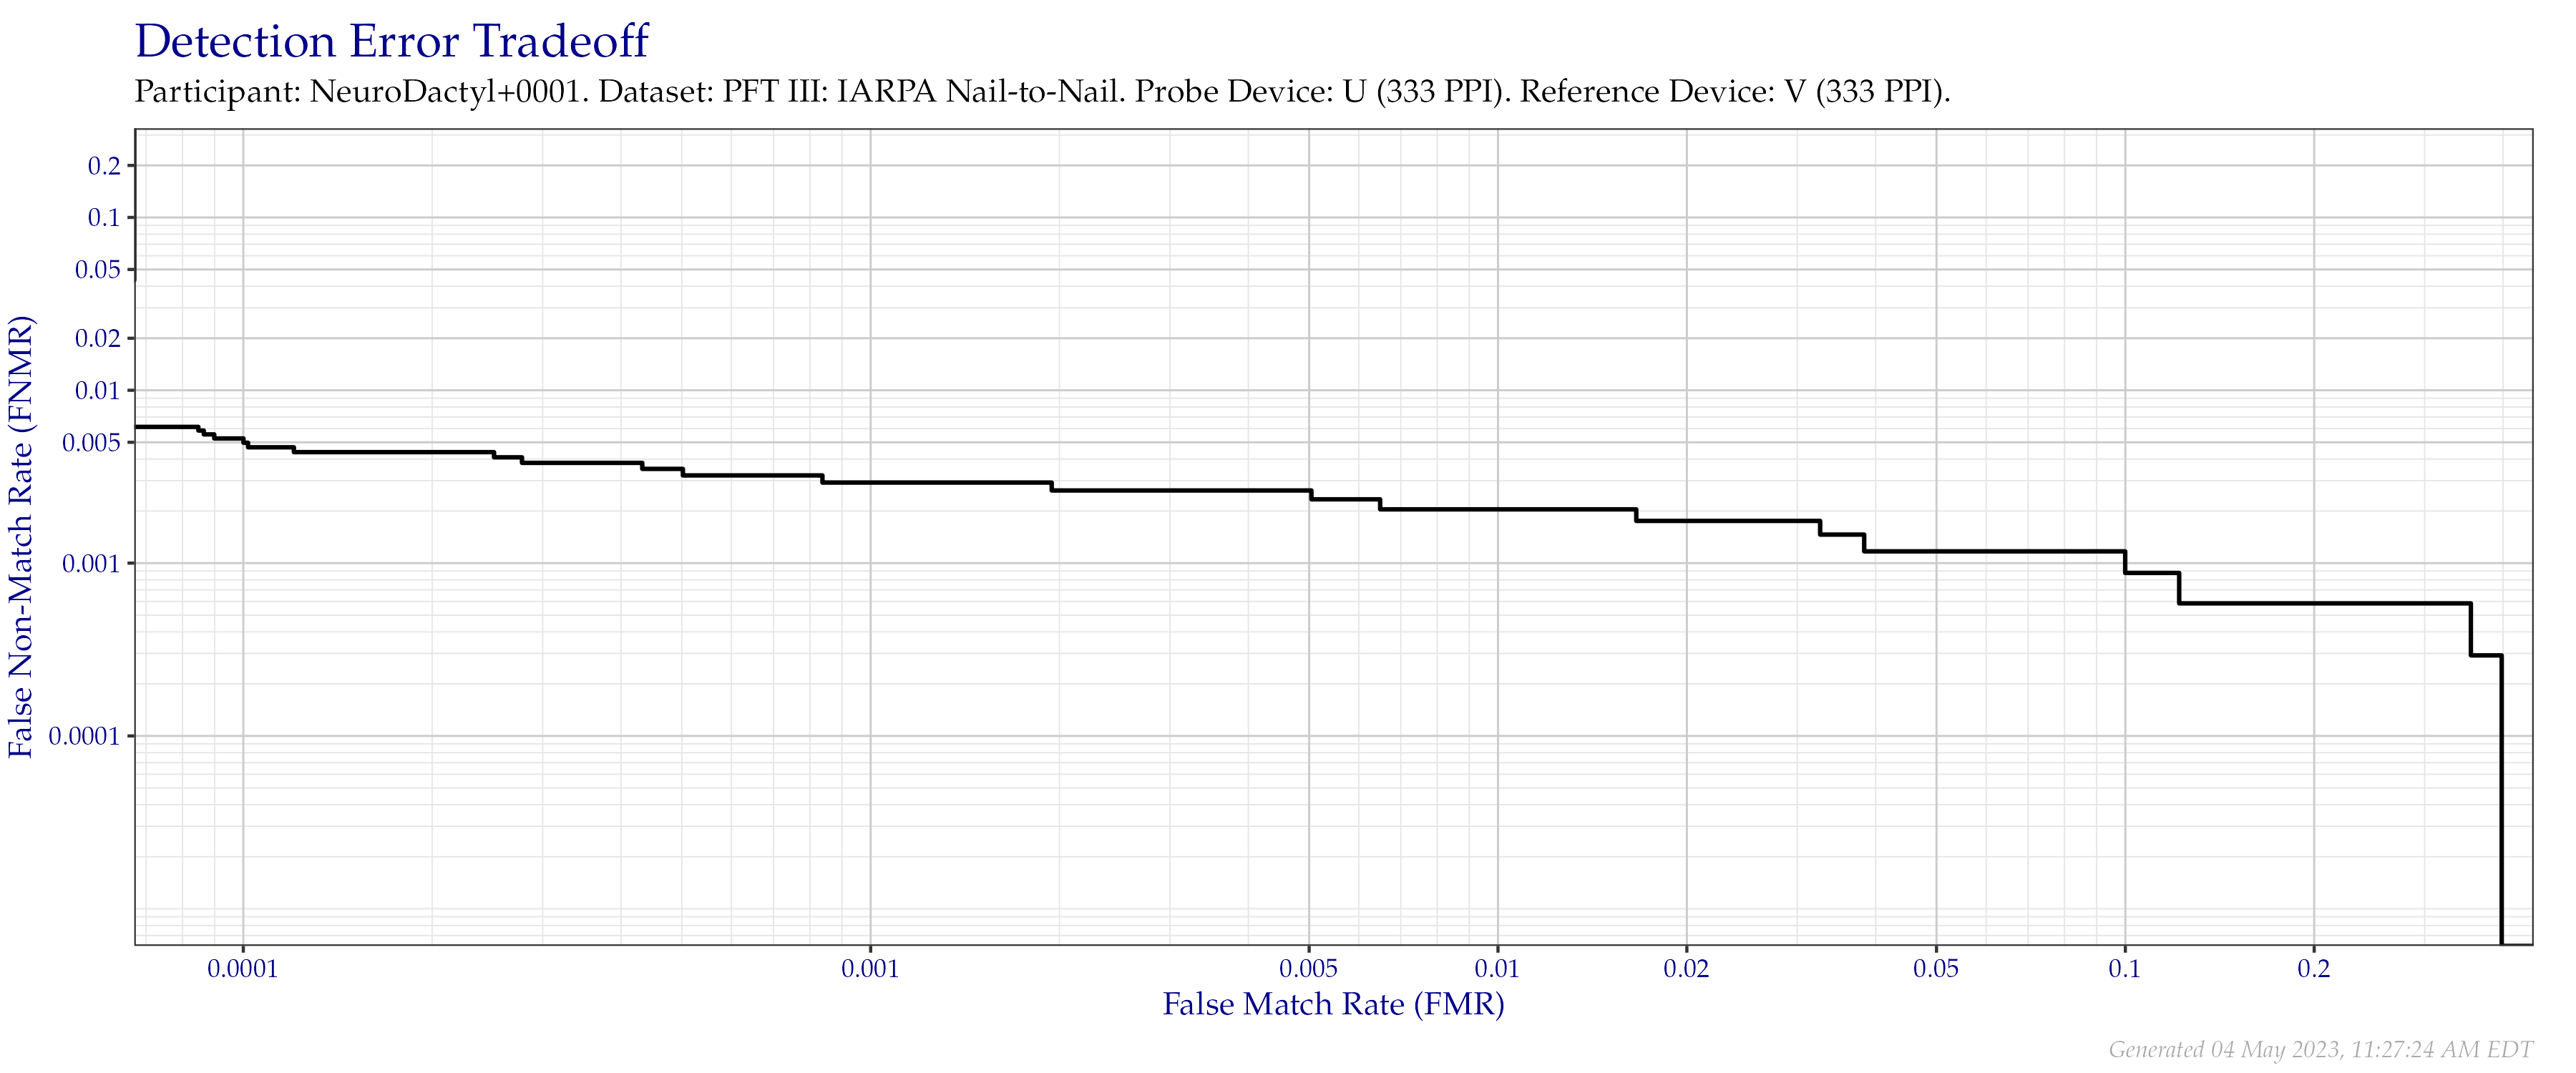 Detection Error Tradeoff
Participant: NeuroDactyl+0001. Dataset: PFT III: IARPA Nail-to-Nail. Probe Device: U (333 PPI). Reference Device: V (333 PPI).
False Non-Match Rate (FNMR)
0.2
0.1
0.05
0.02
0.01
0.005
0.001
0.0001
0.0001 0.001 0.005 0.01 0.02 0.05 0.1 0.2
False Match Rate (FMR)
Generated 04 May 2023, 11:27:24 AM EDT